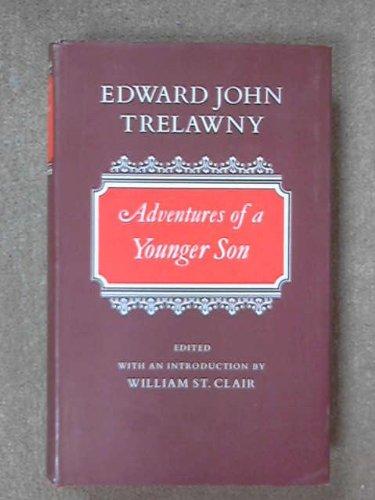 EDWARD JOHN
TRELAWNY
Adventures of a
Younger Son
EDITED
WITH AN INTRODUCTION BY
WILLIAM ST. CLAIR